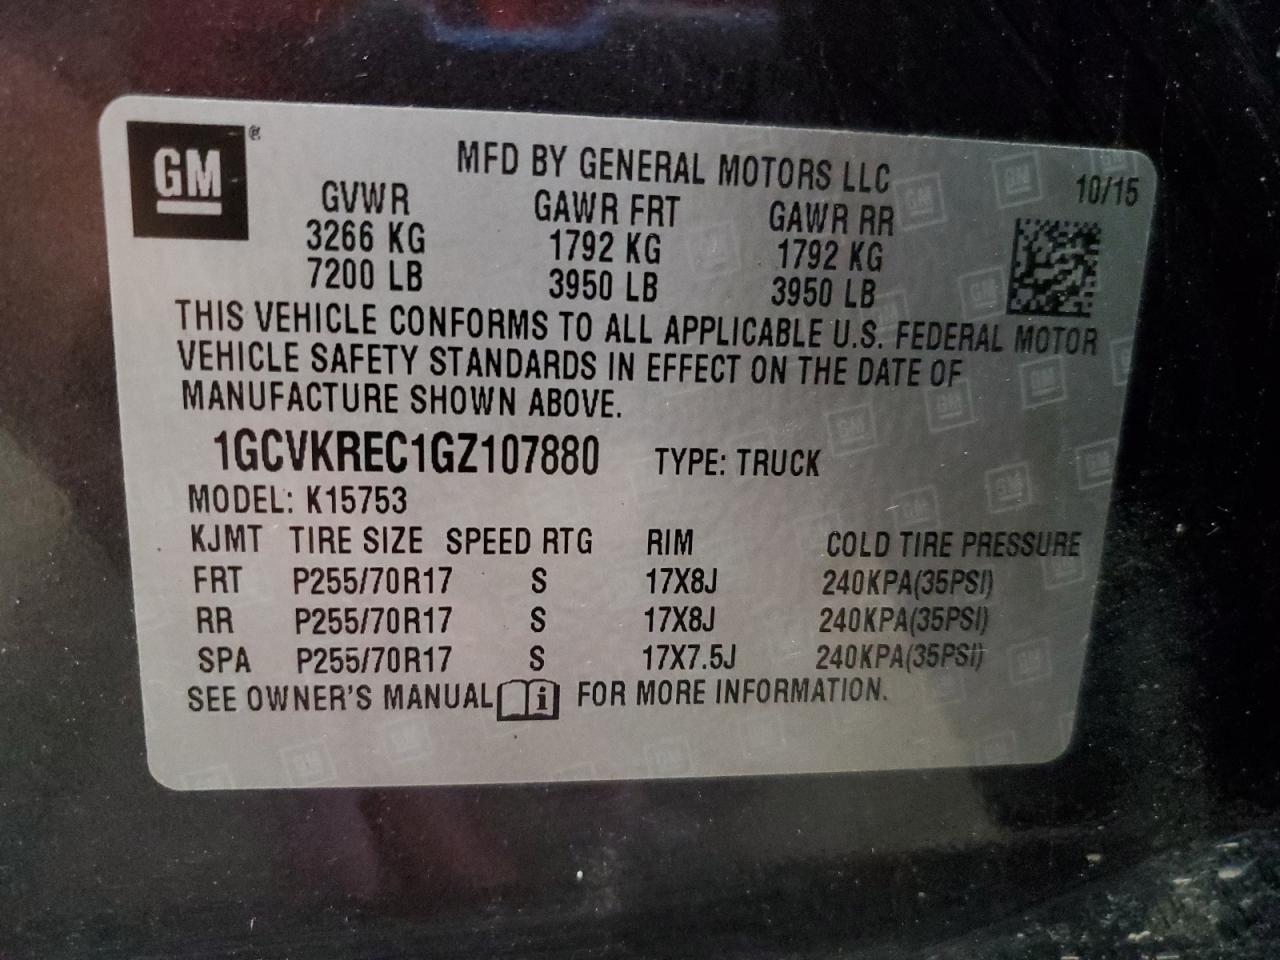 GM ®
MFD BY GENERAL MOTORS LLC
10/15
GVWR GAWR FRT GAWR RR
3266 KG 1792 KG 1792 KG
7200 LB 3950 LB 3950 LB
THIS VEHICLE CONFORMS TO ALL APPLICABLE U.S. FEDERAL MOTOR
VEHICLE SAFETY STANDARDS IN EFFECT ON THE DATE OF
MANUFACTURE SHOWN ABOVE.
1GCVKREC1GZ107880 TYPE: TRUCK
MODEL: K15753
KJMT TIRE SIZE SPEED RTG RIM COLD TIRE PRESSURE
FRT P255/70R17 S 17X8J 240KPA(35PSI)
RR P255/70R17 S 17X8J 240KPA(35PSI)
SPA P255/70R17 S 17X7.5J 240KPA(35PSI)
SEE OWNER'S MANUAL i FOR MORE INFORMATION.